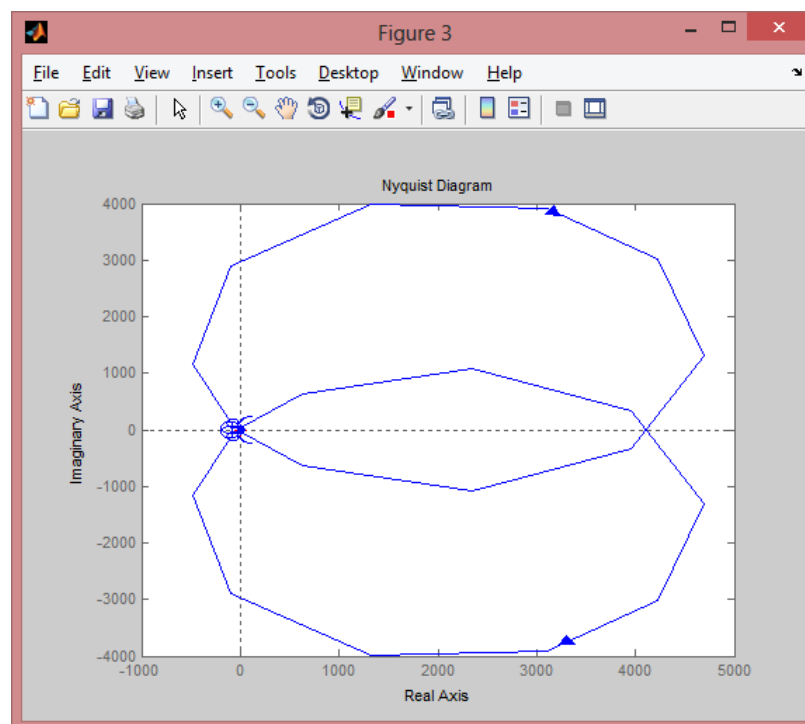 Figure 3
File Edit View Insert Tools Desktop Window Help
Nyquist Diagram
4000
3000
2000
1000
0
-1000
-2000
-3000
-4000
Imaginary Axis
-1000 0 1000 2000 3000 4000 5000
Real Axis